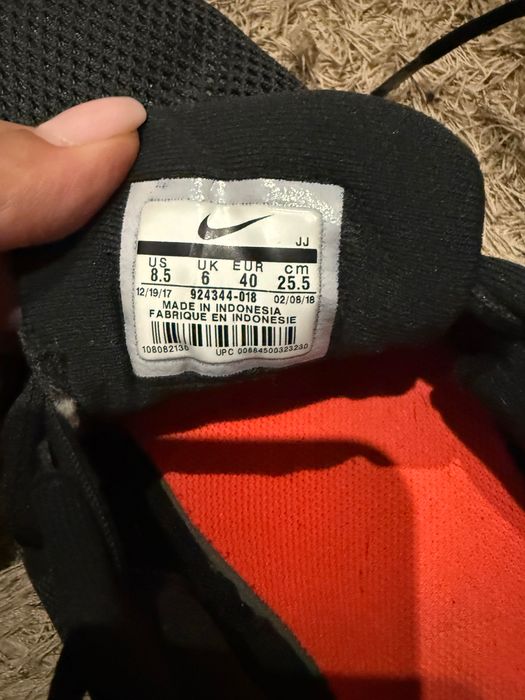 JJ
US UK EUR cm
8.5 6 40 25.5
12/19/17 924344-018 02/08/18
MADE IN INDONESIA
FABRIQUE EN INDONESIE
UPC 00884500323230